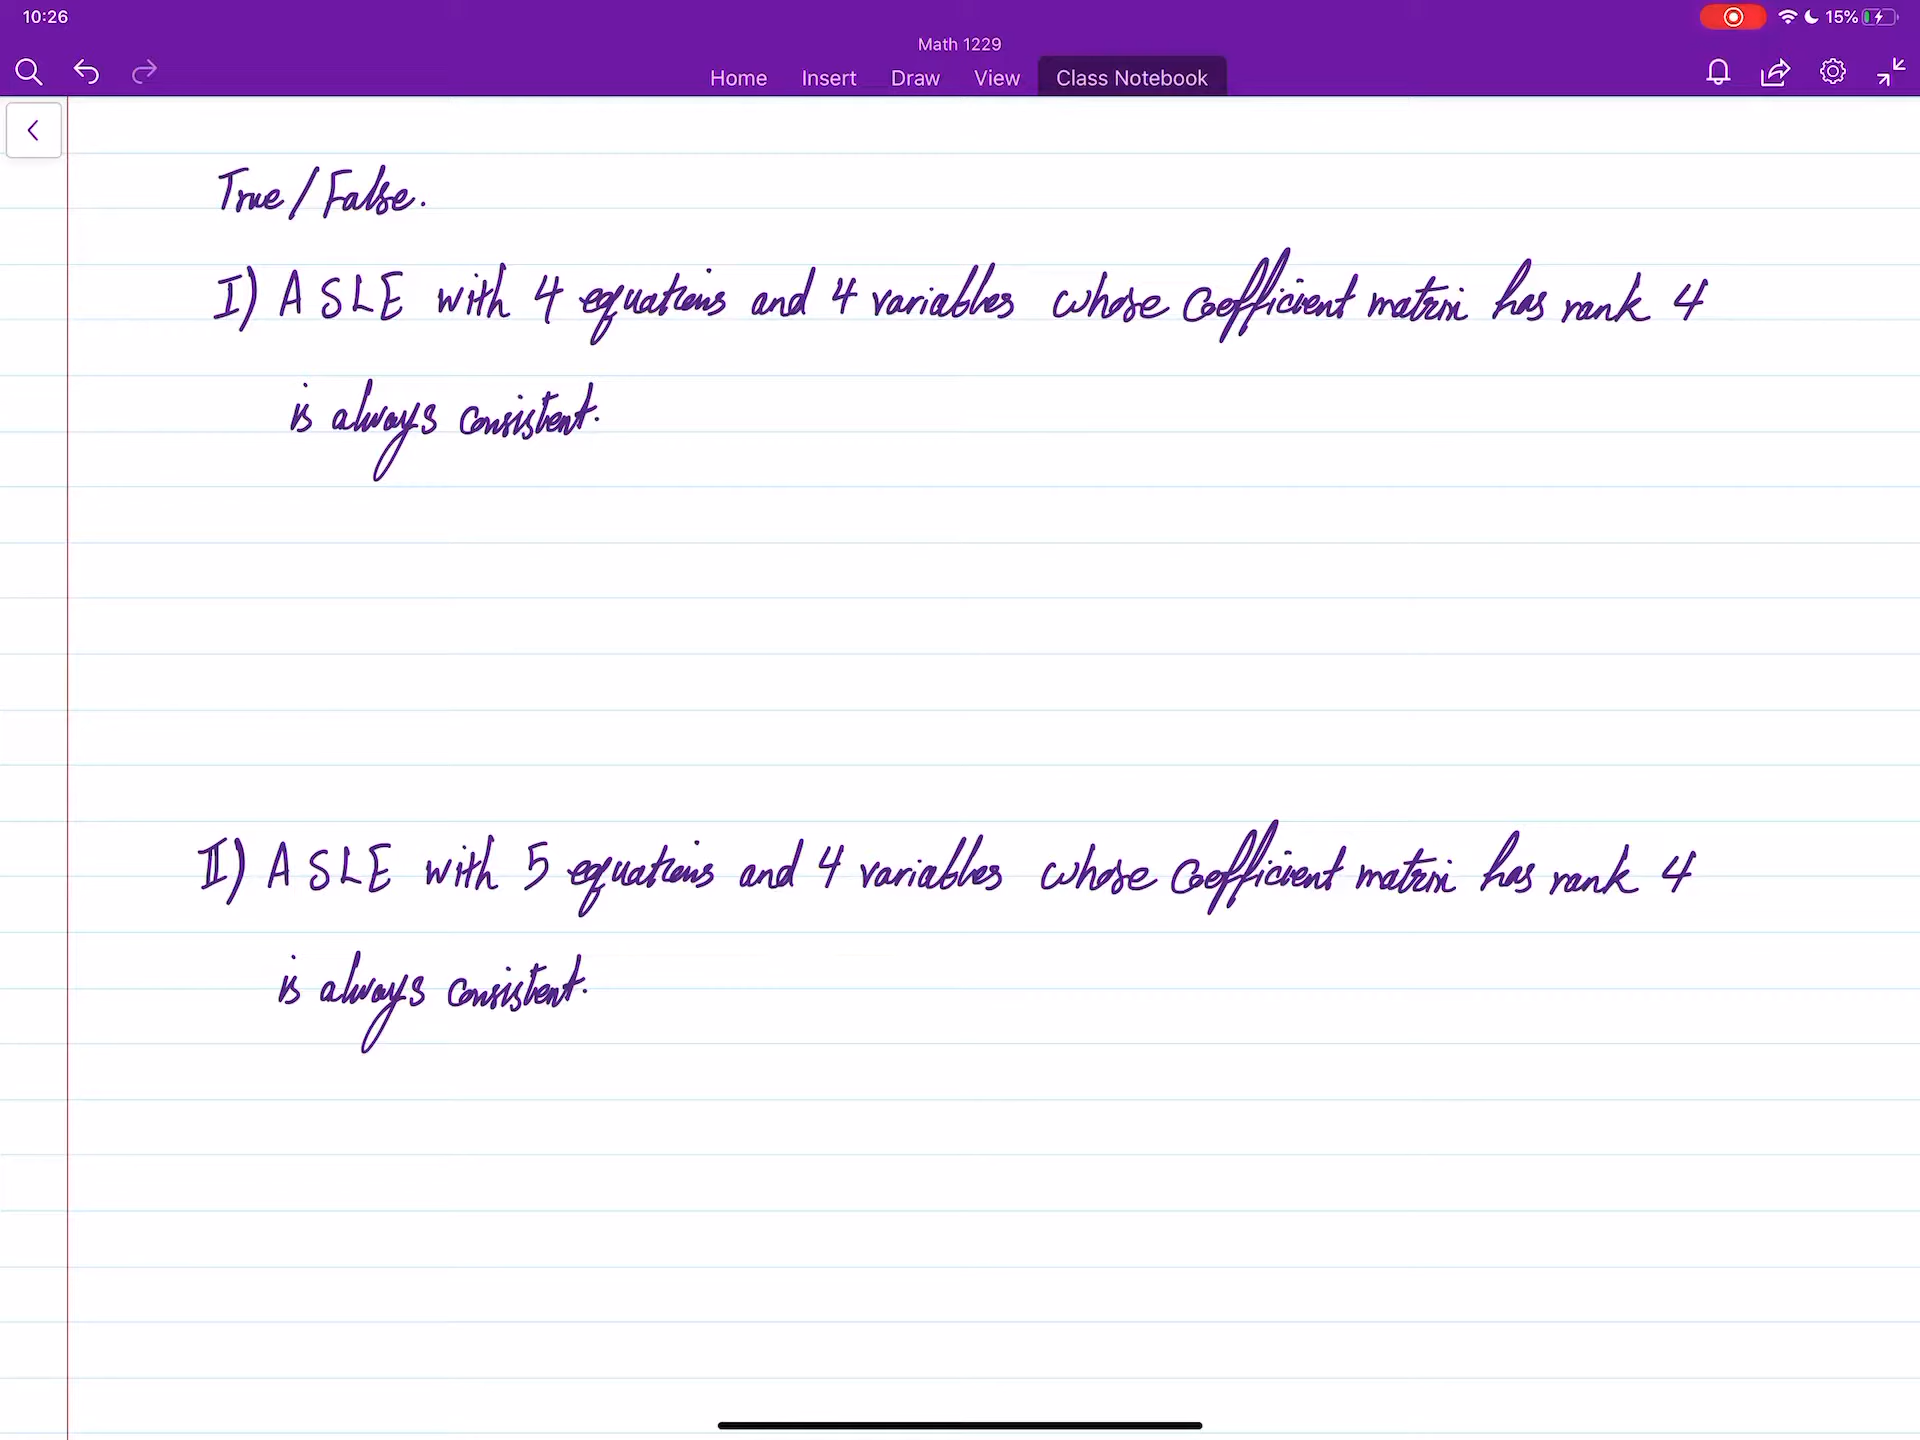 10:26
15%
Math 1229
Home Insert Draw View Class Notebook
True/False.
I) A SLE with 4 equations and 4 variables whose coefficient matrix has rank 4
is always consistent.
II) A SLE with 5 equations and 4 variables whose coefficient matrix has rank 4
is always consistent.